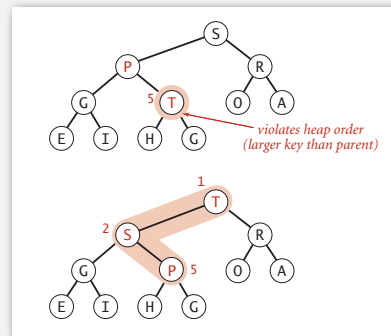 S
P R
G 5 T O A
E I H G
violates heap order
(larger key than parent)
1 T
2 S R
G P 5 O A
E I H G